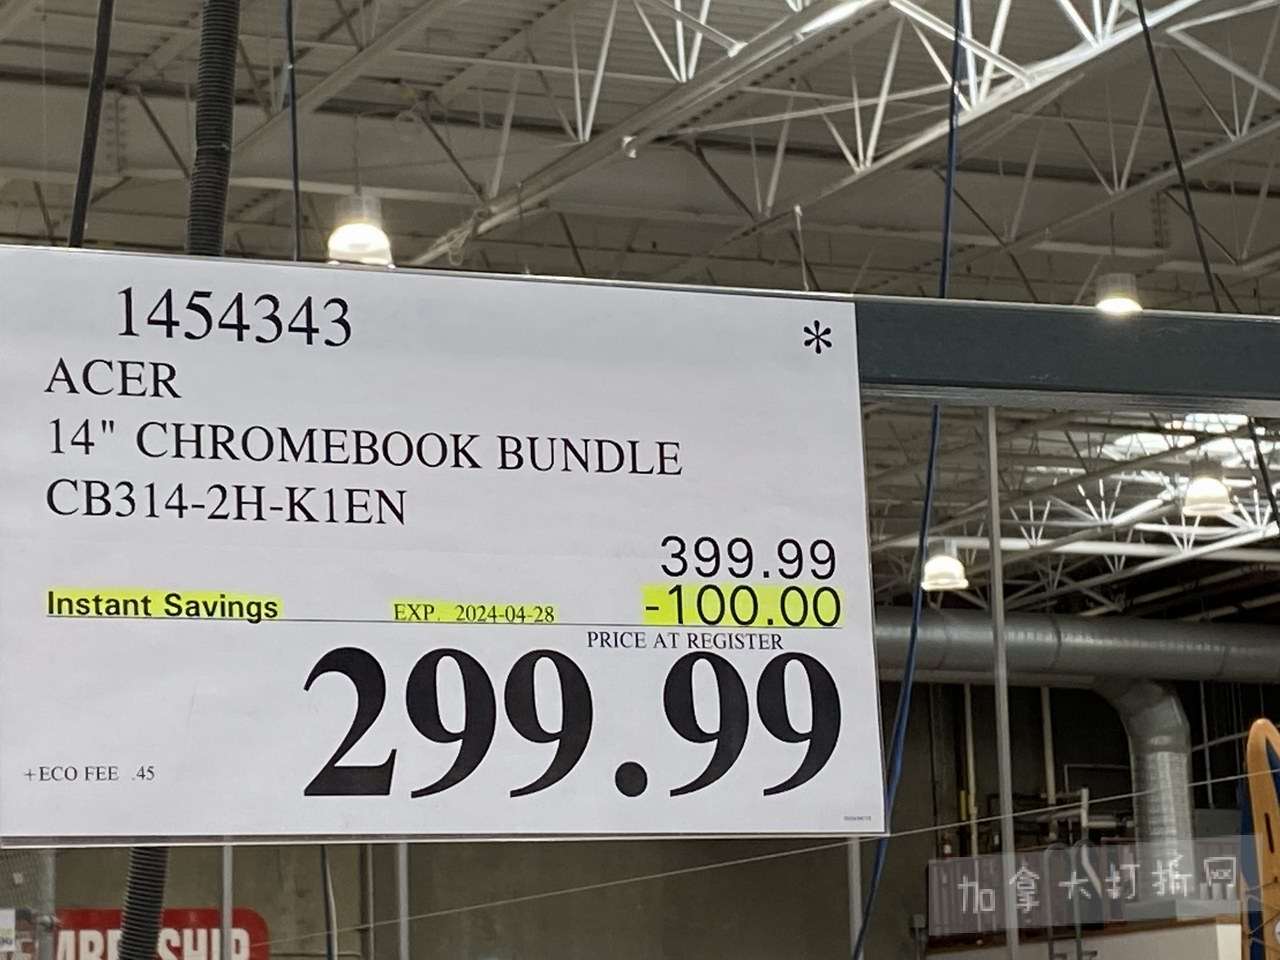 1454343
*
ACER
14" CHROMEBOOK BUNDLE
CB314-2H-K1EN
399.99
Instant Savings EXP. 2024-04-28 -100.00
PRICE AT REGISTER
299.99
+ECO FEE .45
MBERSHIP
加拿大打折网